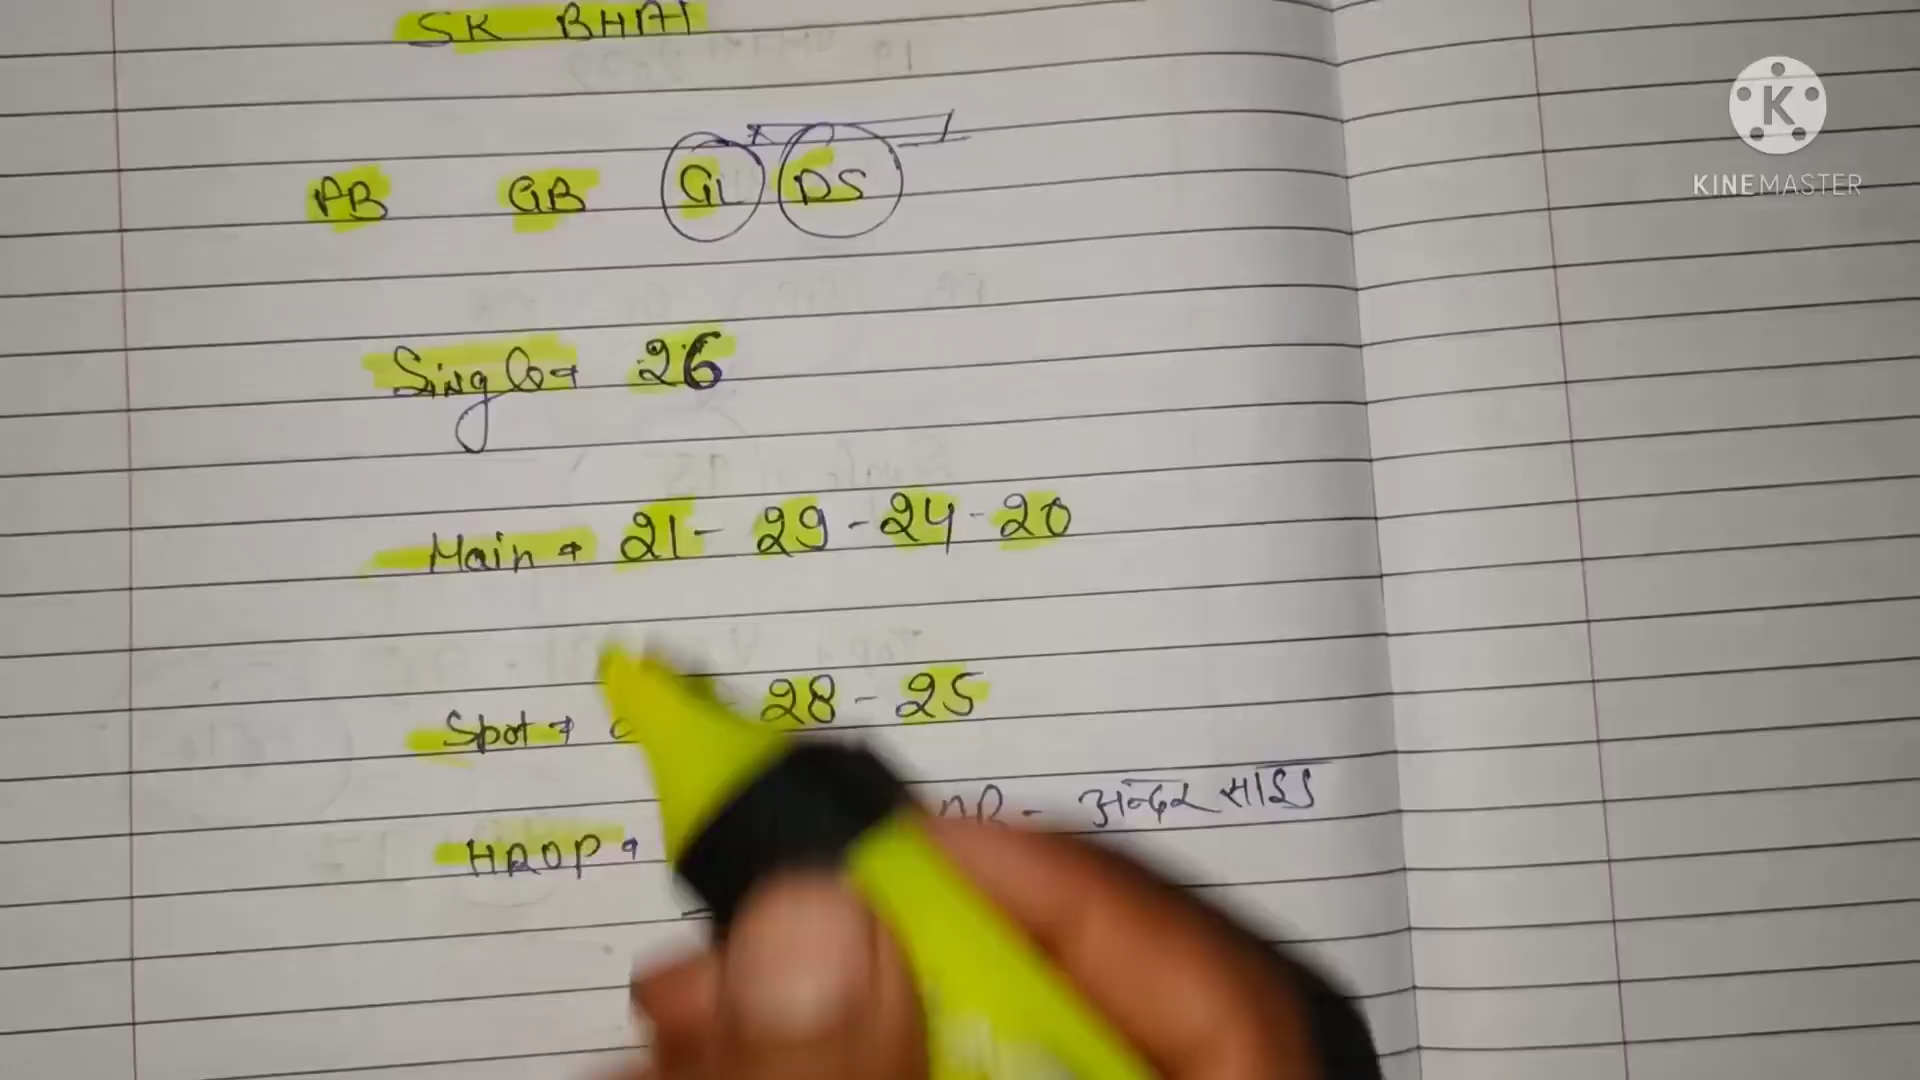 SK BHAI
K
KINEMASTER
FB GB GL DS
Single → 26
Main → 21 - 29 - 24 - 20
Spot → - 28 - 25
HROP → - अन्दर साइड